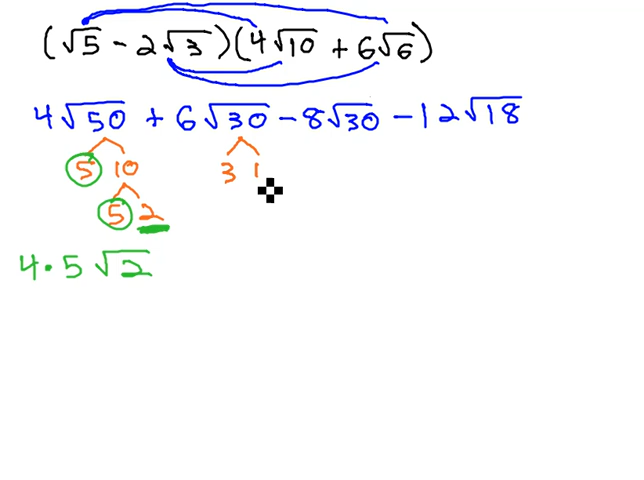 (√5 − 2√3)(4√10 + 6√6)
4√50 + 6√30 − 8√30 − 12√18
5 10 3 1
5 2
4·5√2